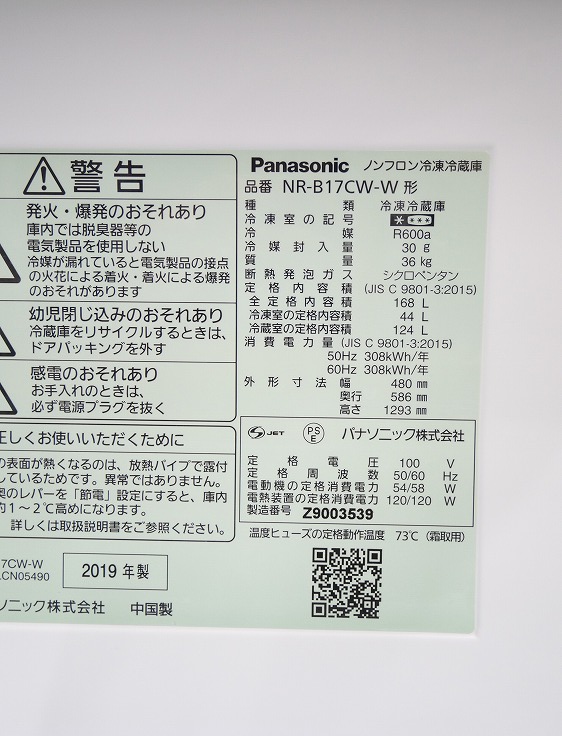 警告
発火・爆発のおそれあり
庫内では脱臭器等の
電気製品を使用しない
冷媒が漏れていると電気製品の接点
の火花による着火・着火による爆発
のおそれがあります
幼児閉じ込みのおそれあり
冷蔵庫をリサイクルするときは、
ドアパッキングを外す
感電のおそれあり
お手入れのときは、
必ず電源プラグを抜く
正しくお使いいただくために
の表面が熱くなるのは、放熱パイプで露付
しているためです。異常ではありません。
奥のレバーを「節電」設定にすると、庫内
約1～2℃高めになります。
詳しくは取扱説明書をご参照ください。
7CW-W
LCN05490
2019年製
ソニック株式会社 中国製
Panasonic ノンフロン冷凍冷蔵庫
品番 NR-B17CW-W 形
種類 冷凍冷蔵庫
冷凍室の記号 * ***
冷媒 R600a
冷媒封入量 30 g
質量 36 kg
断熱発泡ガス シクロペンタン
定格内容積 (JIS C 9801-3:2015)
全定格内容積 168 L
冷凍室の定格内容積 44 L
冷蔵室の定格内容積 124 L
消費電力量 (JIS C 9801-3:2015)
50Hz 308kWh/年
60Hz 308kWh/年
外形寸法 幅 480 mm
奥行 586 mm
高さ 1293 mm
S JET PS E パナソニック株式会社
定格電圧 100 V
定格周波数 50/60 Hz
電動機の定格消費電力 54/58 W
電熱装置の定格消費電力 120/120 W
製造番号 Z9003539
温度ヒューズの定格動作温度 73℃ (霜取用)